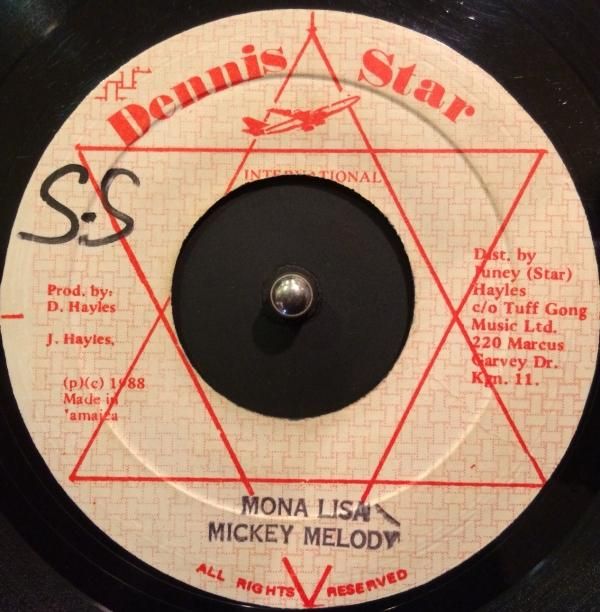 Dennis Star
INTERNATIONAL
S.S
Prod. by:
D. Hayles
J. Hayles,
(p)(c) 1988
Made in
Jamaica
Dist. by
Juney (Star)
Hayles
c/o Tuff Gong
Music Ltd.
220 Marcus
Garvey Dr.
Kgn. 11.
MONA LISA
MICKEY MELODY
ALL RIGHTS RESERVED